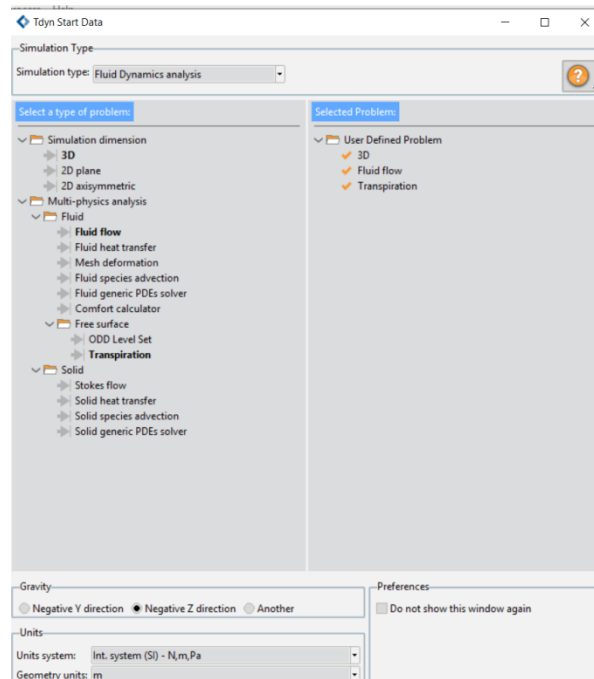 Tdyn Start Data
Simulation Type
Simulation type: Fluid Dynamics analysis
Select a type of problem:
Simulation dimension
3D
2D plane
2D axisymmetric
Multi-physics analysis
Fluid
Fluid flow
Fluid heat transfer
Mesh deformation
Fluid species advection
Fluid generic PDEs solver
Comfort calculator
Free surface
ODD Level Set
Transpiration
Solid
Stokes flow
Solid heat transfer
Solid species advection
Solid generic PDEs solver
Selected Problem:
User Defined Problem
3D
Fluid flow
Transpiration
Gravity
Negative Y direction Negative Z direction Another
Preferences
Do not show this window again
Units
Units system: Int. system (SI) - N,m,Pa
Geometry units: m